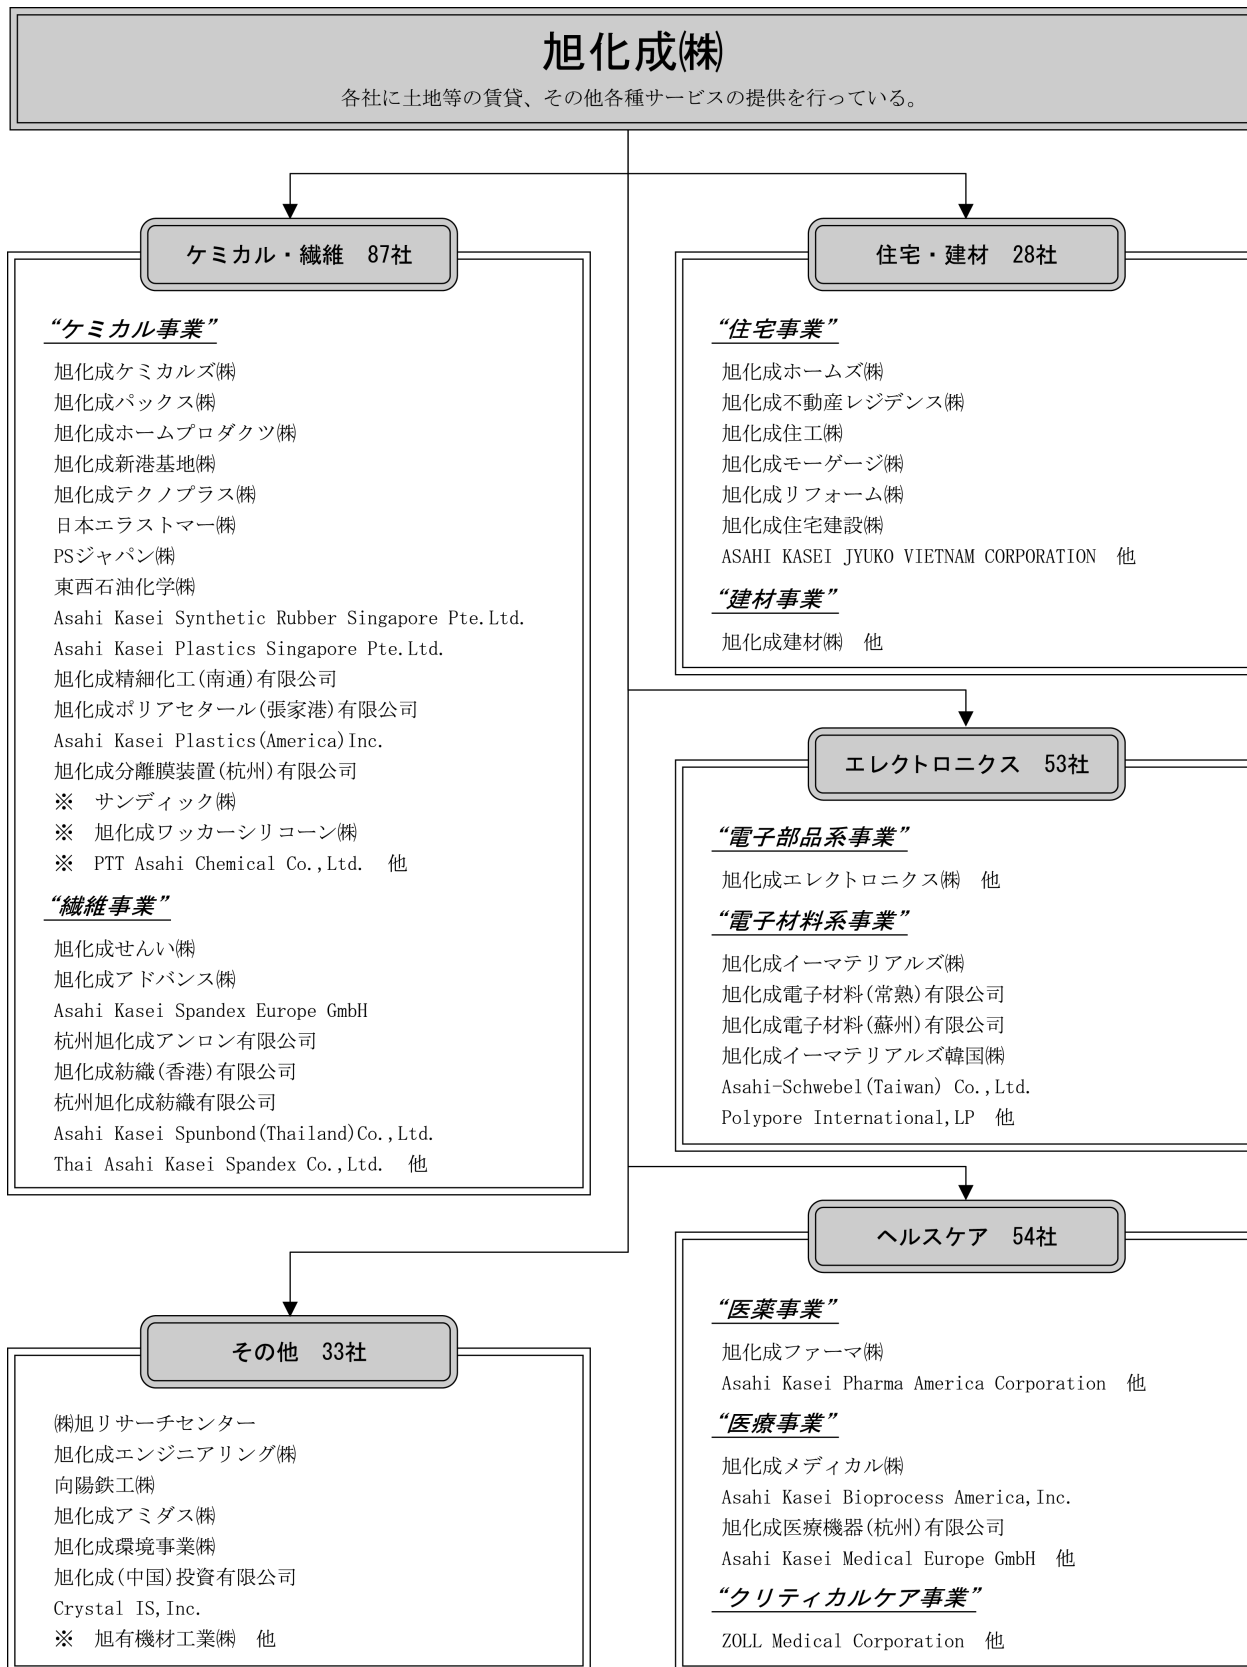 旭化成㈱
各社に土地等の賃貸、その他各種サービスの提供を行っている。
ケミカル・繊維　87社
“ケミカル事業”
旭化成ケミカルズ㈱
旭化成パックス㈱
旭化成ホームプロダクツ㈱
旭化成新港基地㈱
旭化成テクノプラス㈱
日本エラストマー㈱
PSジャパン㈱
東西石油化学㈱
Asahi Kasei Synthetic Rubber Singapore Pte.Ltd.
Asahi Kasei Plastics Singapore Pte.Ltd.
旭化成精細化工(南通)有限公司
旭化成ポリアセタール(張家港)有限公司
Asahi Kasei Plastics(America)Inc.
旭化成分離膜装置(杭州)有限公司
※　サンディック㈱
※　旭化成ワッカーシリコーン㈱
※　PTT Asahi Chemical Co.,Ltd.　他
“繊維事業”
旭化成せんい㈱
旭化成アドバンス㈱
Asahi Kasei Spandex Europe GmbH
杭州旭化成アンロン有限公司
旭化成紡織(香港)有限公司
杭州旭化成紡織有限公司
Asahi Kasei Spunbond(Thailand)Co.,Ltd.
Thai Asahi Kasei Spandex Co.,Ltd.　他
住宅・建材　28社
“住宅事業”
旭化成ホームズ㈱
旭化成不動産レジデンス㈱
旭化成住工㈱
旭化成モーゲージ㈱
旭化成リフォーム㈱
旭化成住宅建設㈱
ASAHI KASEI JYUKO VIETNAM CORPORATION　他
“建材事業”
旭化成建材㈱　他
エレクトロニクス　53社
“電子部品系事業”
旭化成エレクトロニクス㈱　他
“電子材料系事業”
旭化成イーマテリアルズ㈱
旭化成電子材料(常熟)有限公司
旭化成電子材料(蘇州)有限公司
旭化成イーマテリアルズ韓国㈱
Asahi-Schwebel(Taiwan) Co.,Ltd.
Polypore International,LP　他
ヘルスケア　54社
“医薬事業”
旭化成ファーマ㈱
Asahi Kasei Pharma America Corporation　他
“医療事業”
旭化成メディカル㈱
Asahi Kasei Bioprocess America,Inc.
旭化成医療機器(杭州)有限公司
Asahi Kasei Medical Europe GmbH　他
“クリティカルケア事業”
ZOLL Medical Corporation　他
その他　33社
㈱旭リサーチセンター
旭化成エンジニアリング㈱
向陽鉄工㈱
旭化成アミダス㈱
旭化成環境事業㈱
旭化成(中国)投資有限公司
Crystal IS,Inc.
※　旭有機材工業㈱　他